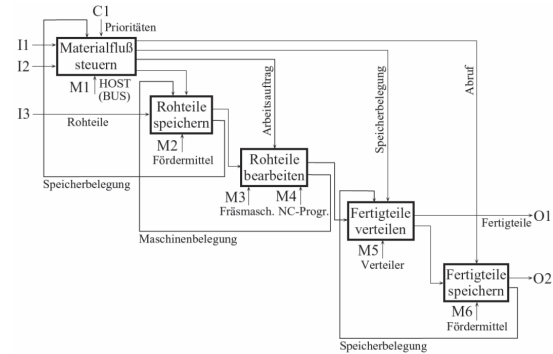 C1
Prioritäten
I1
Materialfluß
steuern
I2
M1
HOST
(BUS)
I3
Rohteile
Rohteile
speichern
M2
Fördermittel
Speicherbelegung
Arbeitsauftrag
Speicherbelegung
Abruf
Rohteile
bearbeiten
M3
M4
Fräsmasch. NC-Progr.
Maschinenbelegung
Fertigteile
verteilen
M5
Verteiler
Fertigteile
O1
Fertigteile
speichern
O2
M6
Fördermittel
Speicherbelegung